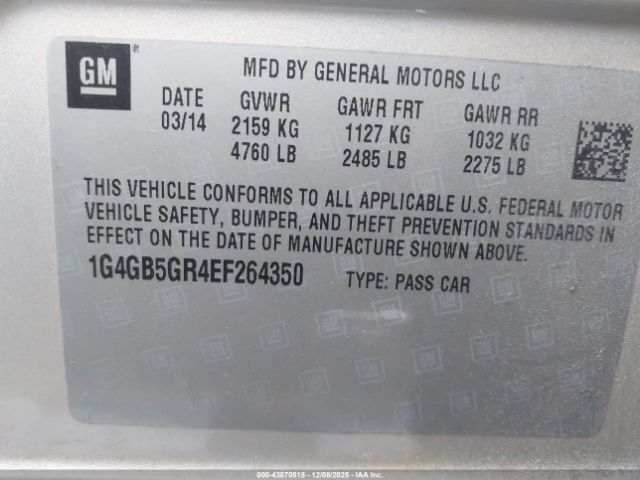 GM ®
MFD BY GENERAL MOTORS LLC
DATE GVWR GAWR FRT GAWR RR
03/14 2159 KG 1127 KG 1032 KG
4760 LB 2485 LB 2275 LB
THIS VEHICLE CONFORMS TO ALL APPLICABLE U.S. FEDERAL MOTOR
VEHICLE SAFETY, BUMPER, AND THEFT PREVENTION STANDARDS IN
EFFECT ON THE DATE OF MANUFACTURE SHOWN ABOVE.
1G4GB5GR4EF264350 TYPE: PASS CAR
000-43870515 - 12/08/2025 - IAAI.COM